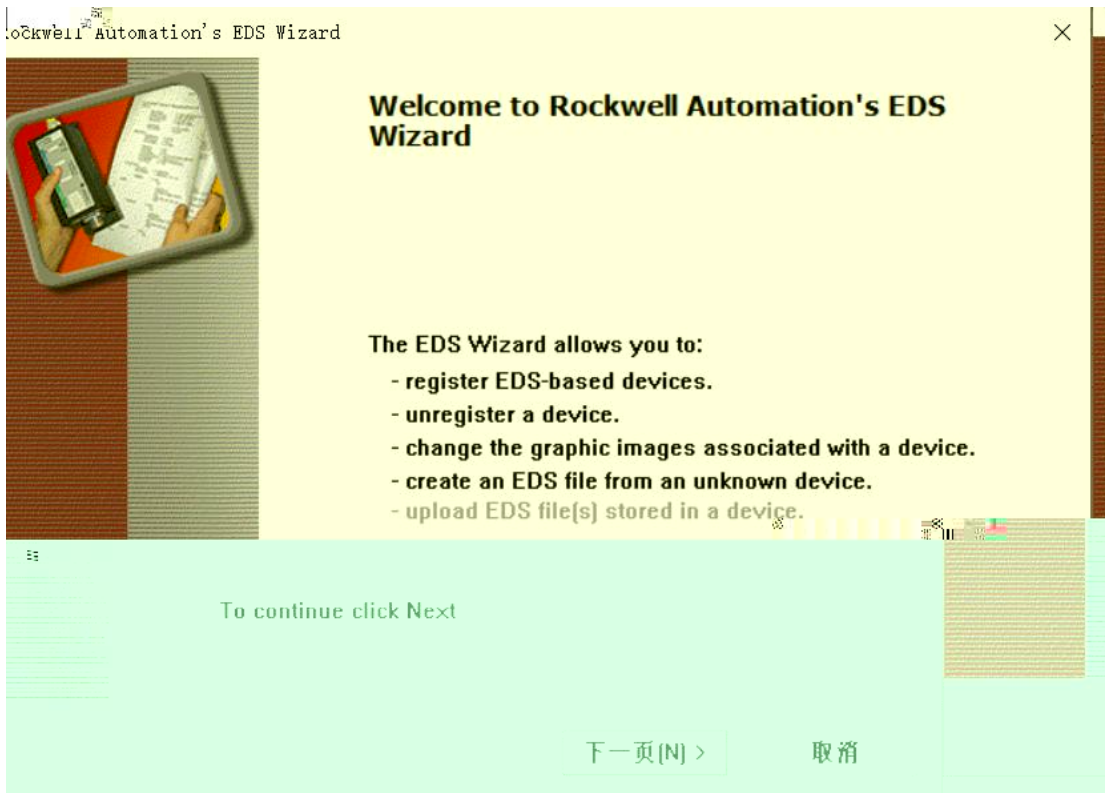 Rockwell Automation's EDS Wizard
Welcome to Rockwell Automation's EDS
Wizard
The EDS Wizard allows you to:
- register EDS-based devices.
- unregister a device.
- change the graphic images associated with a device.
- create an EDS file from an unknown device.
- upload EDS file(s) stored in a device.
To continue click Next
下一页(N) >
取消